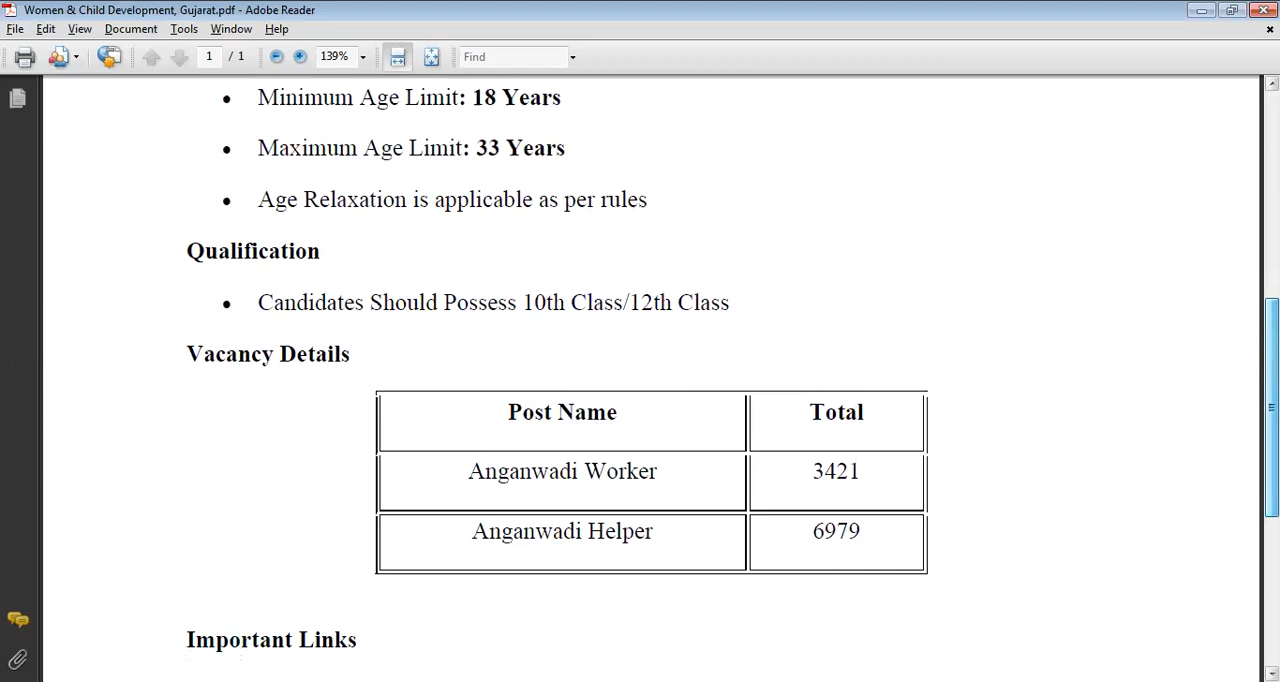 Women & Child Development, Gujarat.pdf - Adobe Reader
File Edit View Document Tools Window Help
1 / 1 139% Find
• Minimum Age Limit: 18 Years
• Maximum Age Limit: 33 Years
• Age Relaxation is applicable as per rules
Qualification
• Candidates Should Possess 10th Class/12th Class
Vacancy Details
Post Name Total
Anganwadi Worker 3421
Anganwadi Helper 6979
Important Links